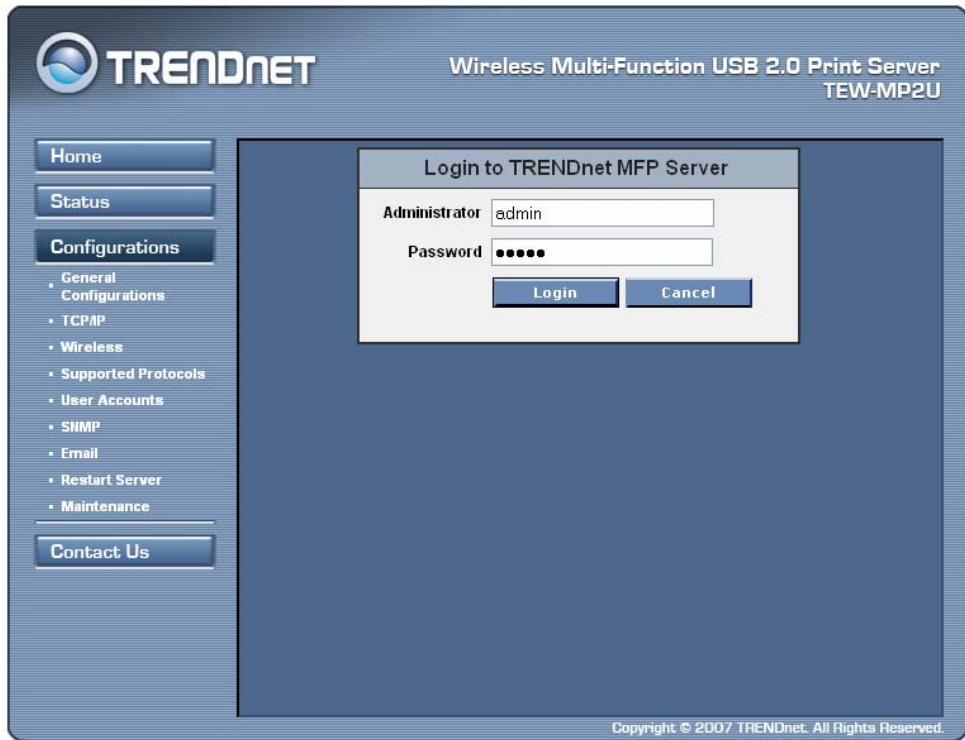 TRENDNET
Wireless Multi-Function USB 2.0 Print Server
TEW-MP2U
Home
Status
Configurations
General
Configurations
TCP/IP
Wireless
Supported Protocols
User Accounts
SNMP
Email
Restart Server
Maintenance
Contact Us
Login to TRENDnet MFP Server
Administrator admin
Password •••••
Login Cancel
Copyright © 2007 TRENDnet. All Rights Reserved.